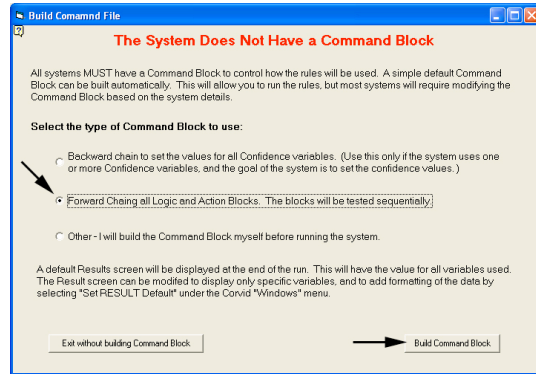 Build Comamnd File
The System Does Not Have a Command Block
All systems MUST have a Command Block to control how the rules will be used. A simple default Command
Block can be built automatically. This will allow you to run the rules, but most systems will require modifying the
Command Block based on the system details.
Select the type of Command Block to use:
Backward chain to set the values for all Confidence variables. (Use this only if the system uses one
or more Confidence variables, and the goal of the system is to set the confidence values. )
Forward Chaing all Logic and Action Blocks. The blocks will be tested sequentially.
Other - I will build the Command Block myself before running the system.
A default Results screen will be displayed at the end of the run. This will have the value for all variables used.
The Result screen can be modifed to display only specific variables, and to add formatting of the data by
selecting "Set RESULT Default" under the Corvid "Windows" menu.
Exit without building Command Block
Build Command Block